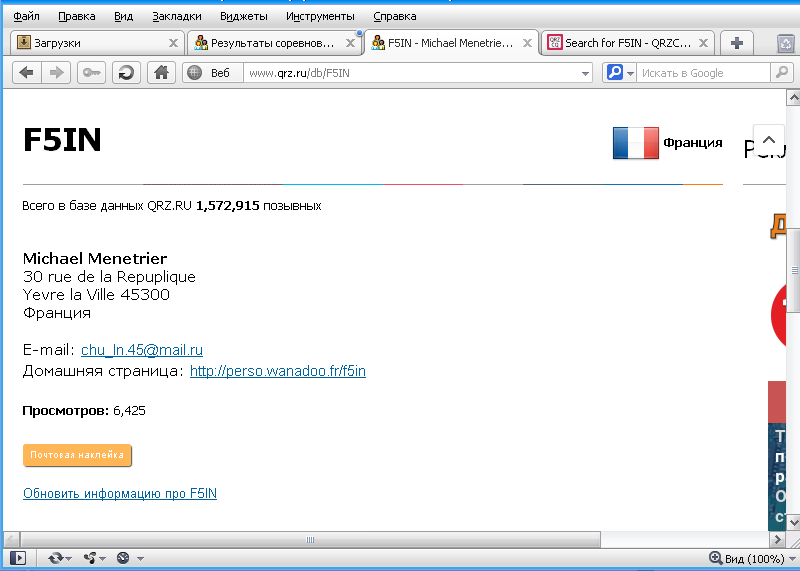 Файл Правка Вид Закладки Виджеты Инструменты Справка
Загрузки Результаты соревнов... F5IN - Michael Menetrie... Search for F5IN - QRZC...
Веб www.qrz.ru/db/F5IN Искать в Google
F5IN Франция
Всего в базе данных QRZ.RU 1,572,915 позывных
Michael Menetrier
30 rue de la Repuplique
Yevre la Ville 45300
Франция
E-mail: chu_ln.45@mail.ru
Домашняя страница: http://perso.wanadoo.fr/f5in
Просмотров: 6,425
Почтовая наклейка
Обновить информацию про F5IN
Вид (100%)